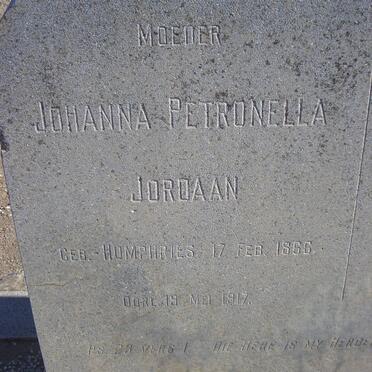 MOEDER
JOHANNA PETRONELLA
JORDAAN
GEB. HUMPHRIES 17 FEB. 1866.
OORL. 19 MEI 1917.
PS. 23 VERS 1 DIE HERE IS MY HERDER